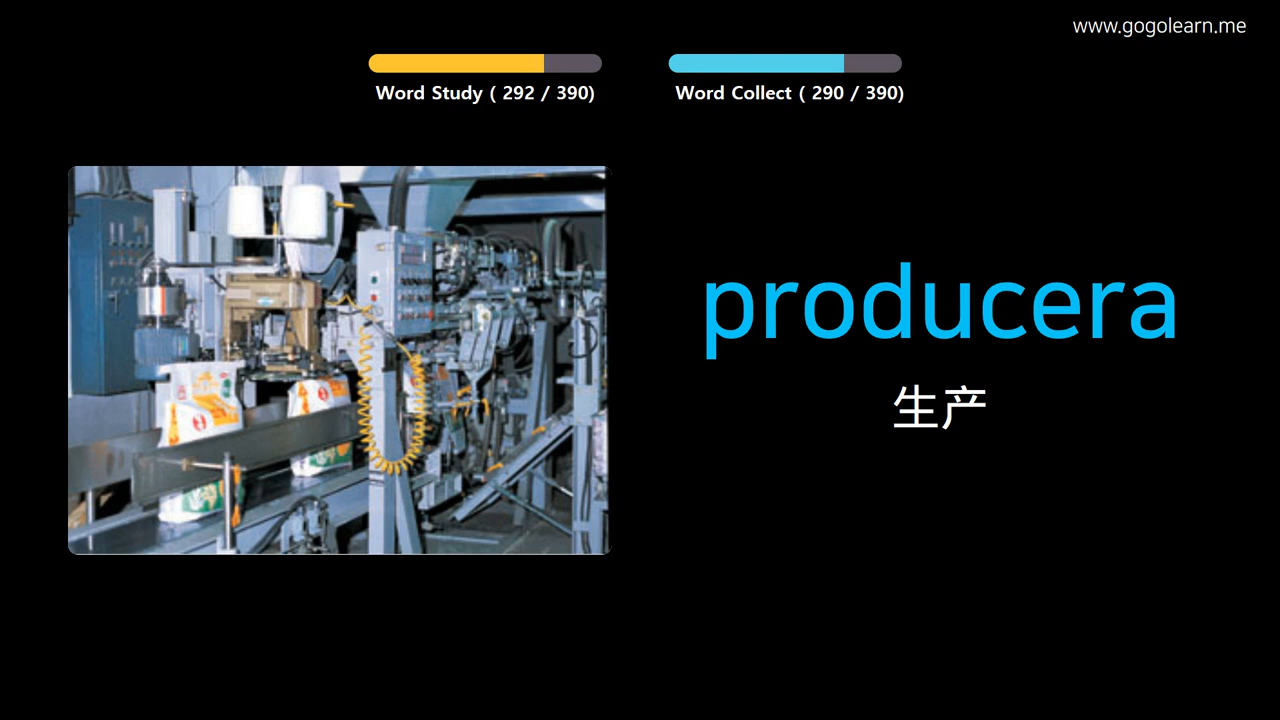 www.gogolearn.me
Word Study ( 292 / 390)
Word Collect ( 290 / 390)
producera
生产